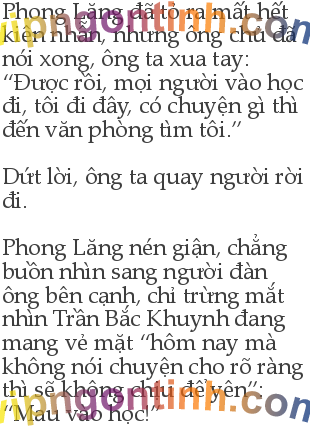 Phong Lăng đã tỏ ra mất hết
kiên nhẫn, nhưng ông chú đã
nói xong, ông ta xua tay:
“Được rồi, mọi người vào học
đi, tôi đi đây, có chuyện gì thì
đến văn phòng tìm tôi.”
Dứt lời, ông ta quay người rời
đi.
Phong Lăng nén giận, chẳng
buồn nhìn sang người đàn
ông bên cạnh, chỉ trừng mắt
nhìn Trần Bắc Khuynh đang
mang vẻ mặt “hôm nay mà
không nói chuyện cho rõ ràng
thì sẽ không chịu để yên”:
“Mau vào học!”